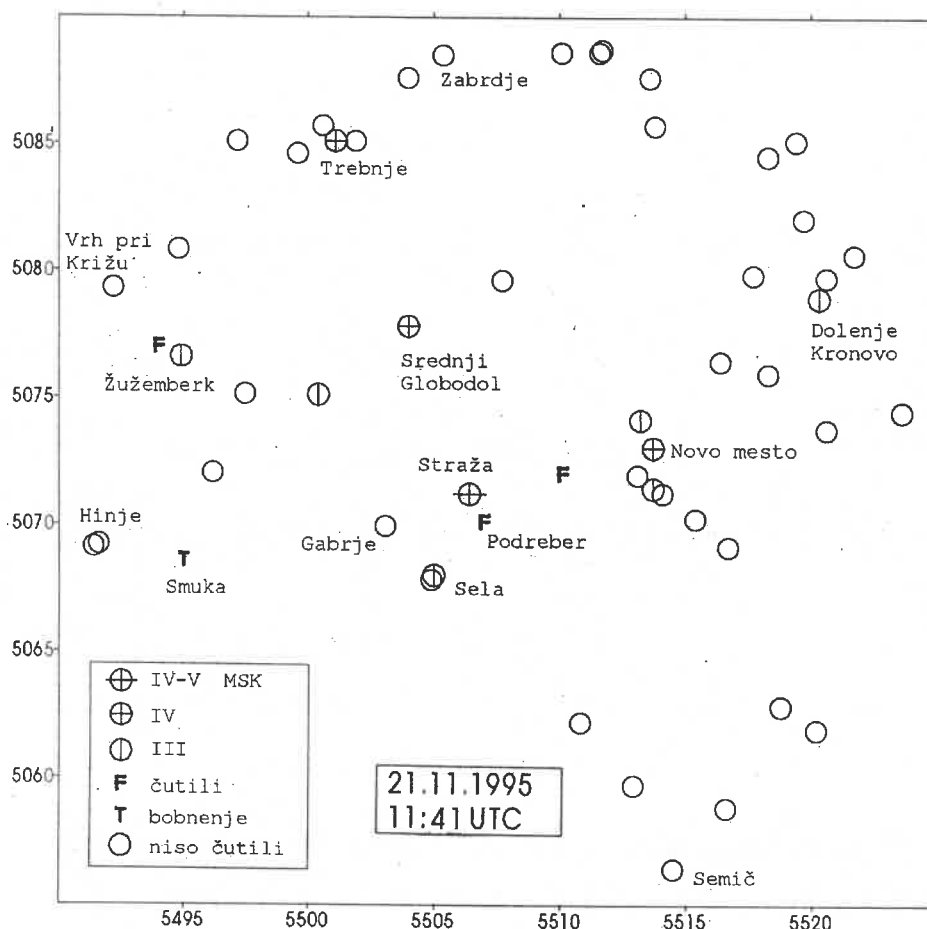 Zabrdje
5085
Trebnje
Vrh pri
Križu
5080
Dolenje
Kronovo
Srednji
Globodol
F
Žužemberk
5075
Novo mesto
Straža
F
Hinje
5070
F
Gabrje
Podreber
T
Smuka
Sela
5065
IV-V MSK
IV
III
F čutili
T bobnenje
niso čutili
5060
21.11.1995
11:41 UTC
Semič
5495 5500 5505 5510 5515 5520